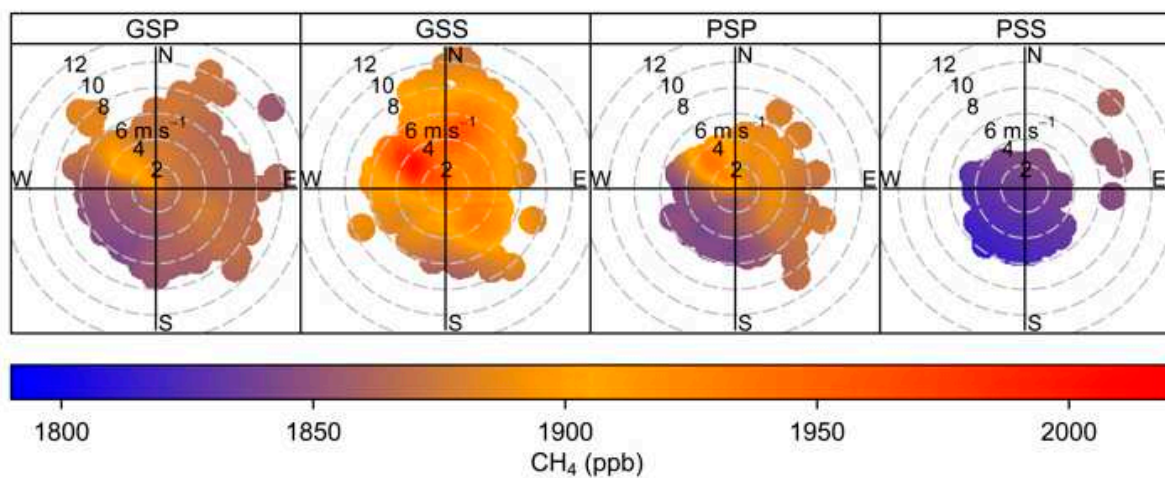 GSP GSS PSP PSS
N N N N
12 12 12 12
10 10 10 10
8 8 8 8
6 m s⁻¹ 6 m s⁻¹ 6 m s⁻¹ 6 m s⁻¹
4 4 4 4
2 2 2 2
W E W E W E W E
S S S S
1800 1850 1900 1950 2000
CH₄ (ppb)